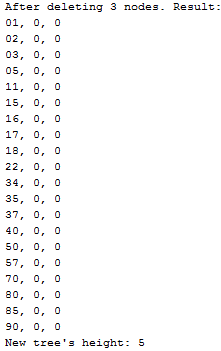 After deleting 3 nodes. Result:
01, 0, 0
02, 0, 0
03, 0, 0
05, 0, 0
11, 0, 0
15, 0, 0
16, 0, 0
17, 0, 0
18, 0, 0
22, 0, 0
34, 0, 0
35, 0, 0
37, 0, 0
40, 0, 0
50, 0, 0
57, 0, 0
70, 0, 0
80, 0, 0
85, 0, 0
90, 0, 0
New tree's height: 5